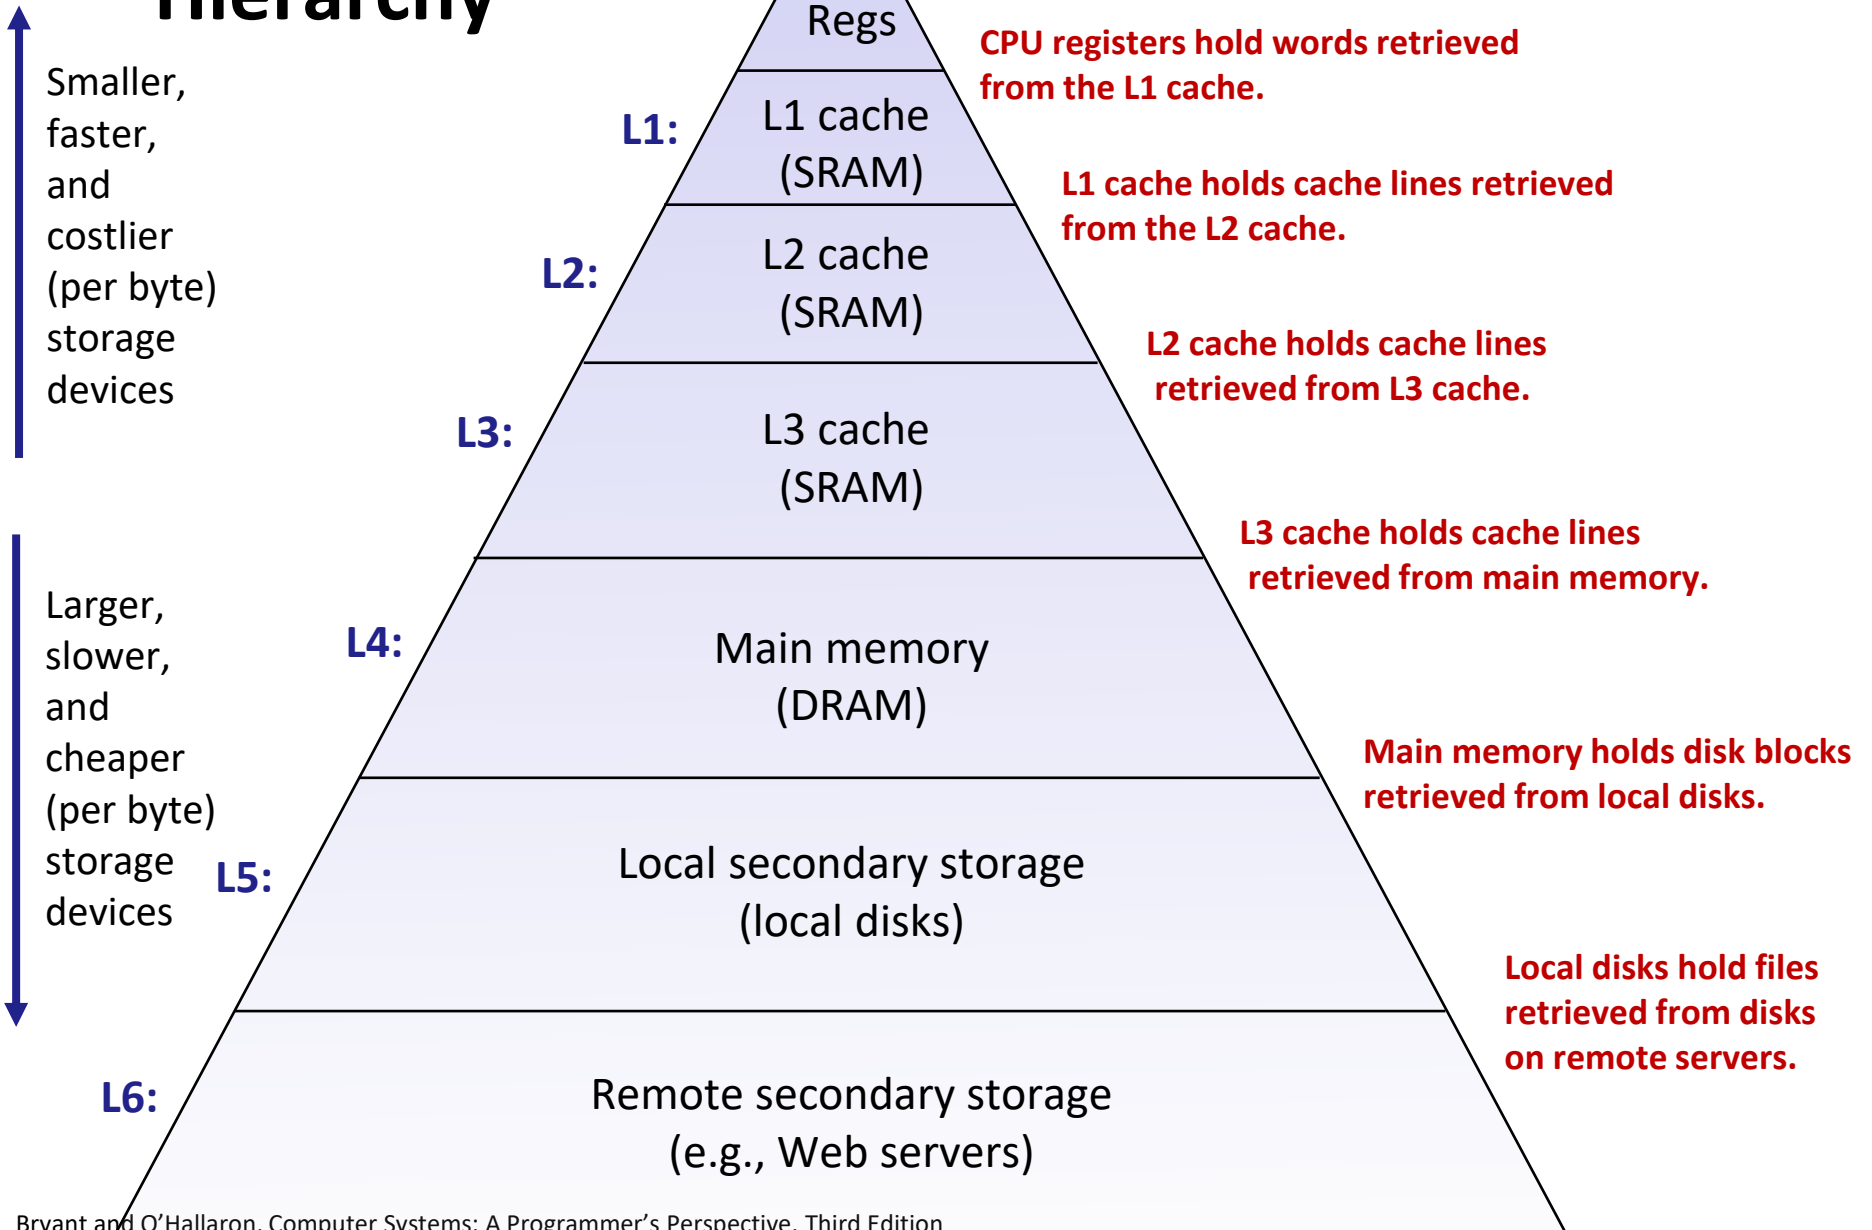 Hierarchy
Regs
CPU registers hold words retrieved
from the L1 cache.
Smaller,
faster,
and
costlier
(per byte)
storage
devices
L1:
L1 cache
(SRAM)
L1 cache holds cache lines retrieved
from the L2 cache.
L2:
L2 cache
(SRAM)
L2 cache holds cache lines
retrieved from L3 cache.
L3:
L3 cache
(SRAM)
L3 cache holds cache lines
retrieved from main memory.
Larger,
slower,
and
cheaper
(per byte)
storage
devices
L4:
Main memory
(DRAM)
Main memory holds disk blocks
retrieved from local disks.
L5:
Local secondary storage
(local disks)
Local disks hold files
retrieved from disks
on remote servers.
L6:
Remote secondary storage
(e.g., Web servers)
Bryant and O'Hallaron, Computer Systems: A Programmer's Perspective, Third Edition